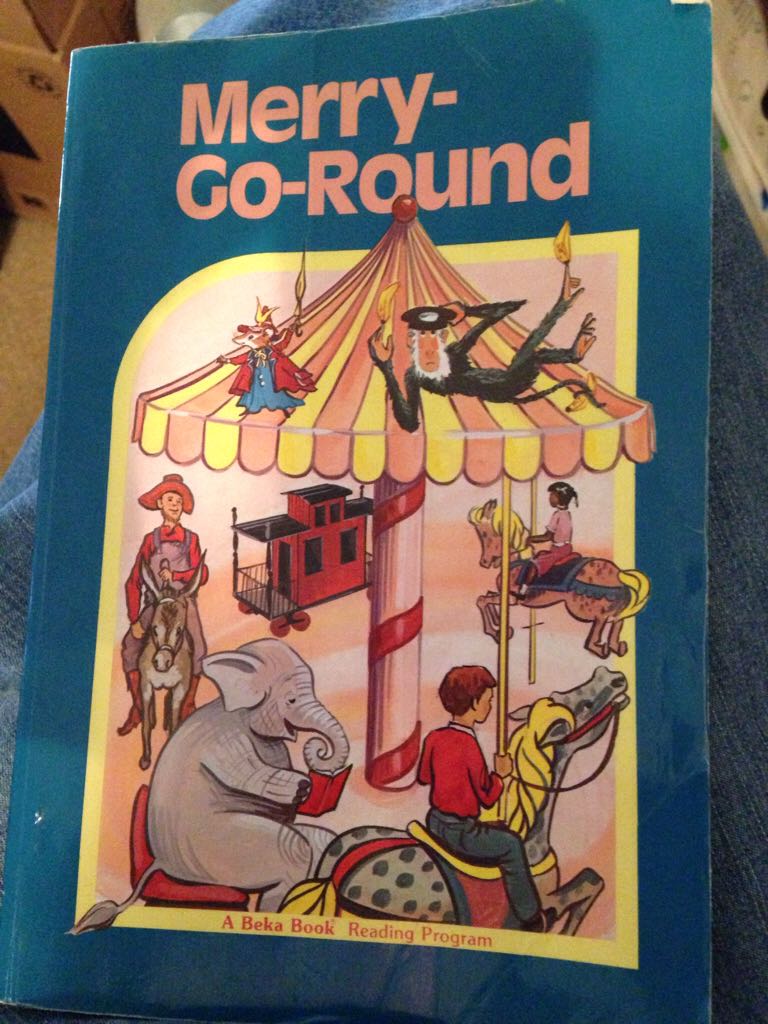 Merry-
Go-Round
A Beka Book® Reading Program